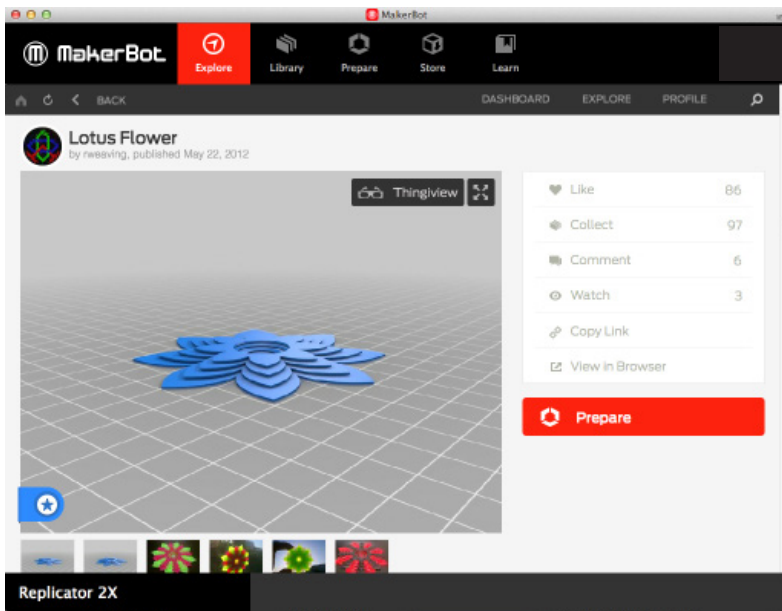 MakerBot
MakerBot
Explore
Library
Prepare
Store
Learn
BACK
DASHBOARD
EXPLORE
PROFILE
Lotus Flower
by rweaving, published May 22, 2012
Thingiview
Like 86
Collect 97
Comment 6
Watch 3
Copy Link
View in Browser
Prepare
Replicator 2X